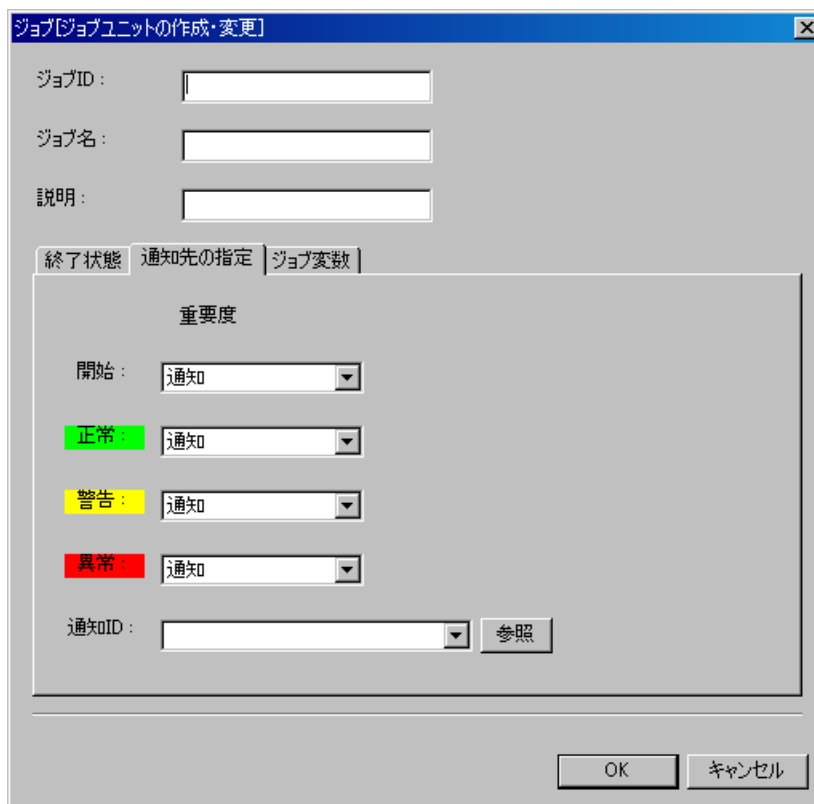 ジョブ[ジョブユニットの作成・変更]
ジョブID：
ジョブ名：
説明：
終了状態 通知先の指定 ジョブ変数
重要度
開始： 通知
正常： 通知
警告： 通知
異常： 通知
通知ID： 参照
OK キャンセル